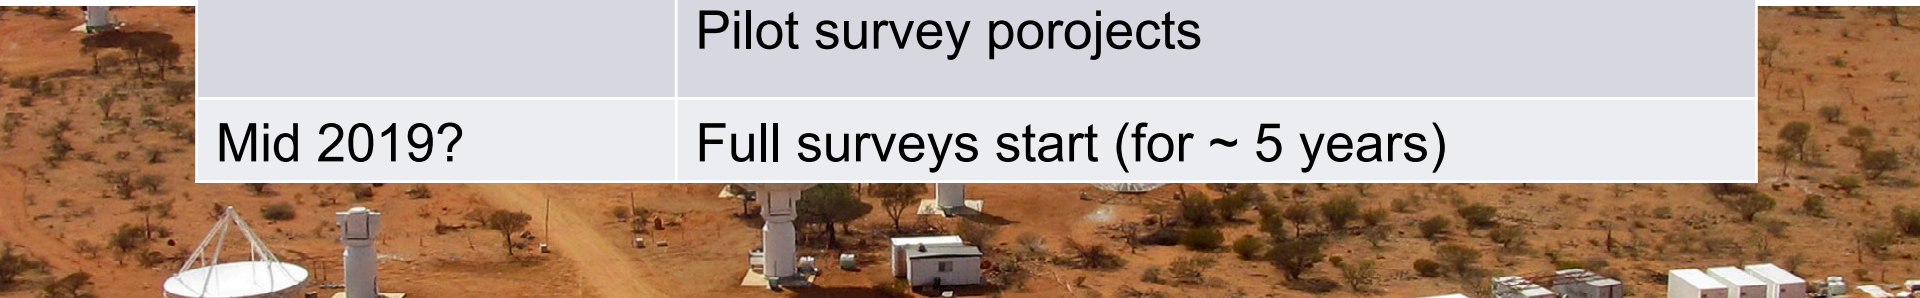 Pilot survey porojects
Mid 2019?
Full surveys start (for ~ 5 years)